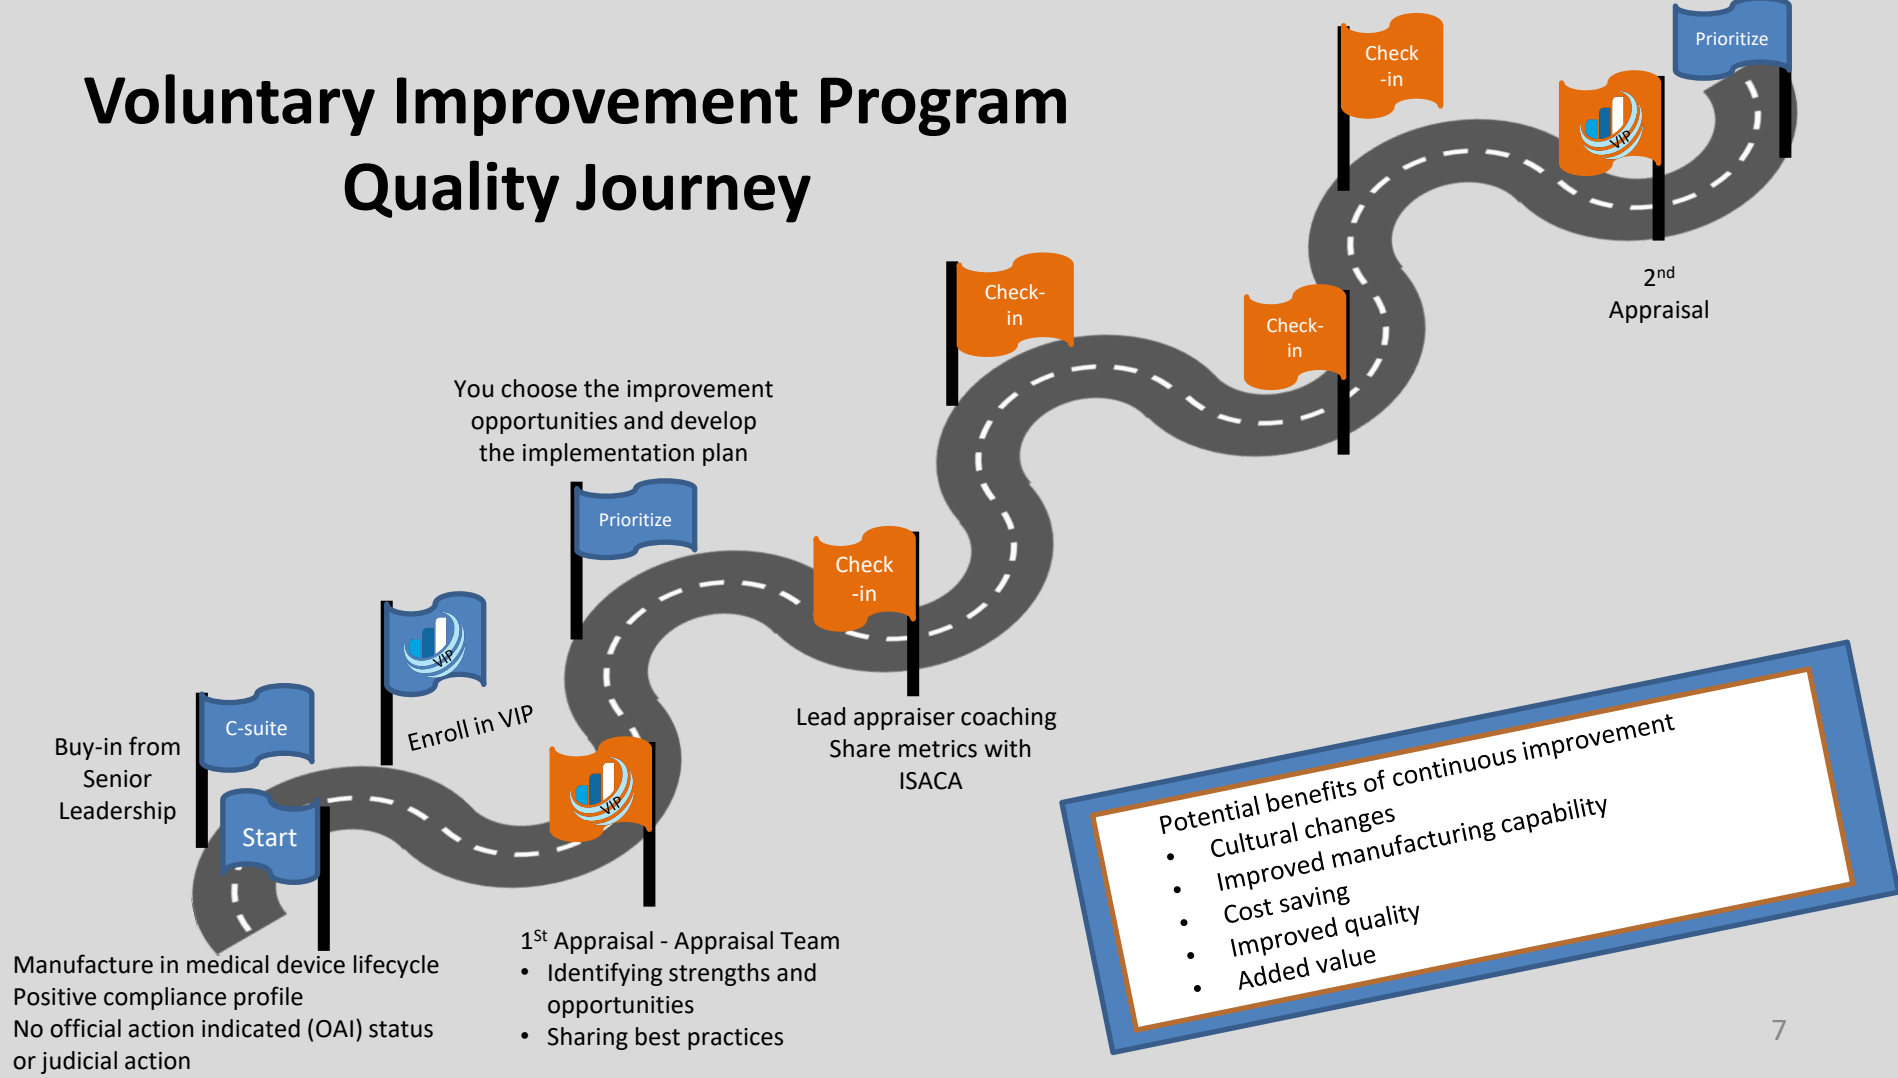 Voluntary Improvement Program
Quality Journey
Start
Manufacture in medical device lifecycle
Positive compliance profile
No official action indicated (OAI) status
or judicial action
C-suite
Buy-in from
Senior
Leadership
VIP
Enroll in VIP
VIP
1St Appraisal - Appraisal Team
• Identifying strengths and
opportunities
• Sharing best practices
You choose the improvement
opportunities and develop
the implementation plan
Prioritize
Check
-in
Lead appraiser coaching
Share metrics with
ISACA
Check-
in
Check-
in
Check
-in
VIP
2nd
Appraisal
Prioritize
Potential benefits of continuous improvement
• Cultural changes
• Improved manufacturing capability
• Cost saving
• Improved quality
• Added value
7